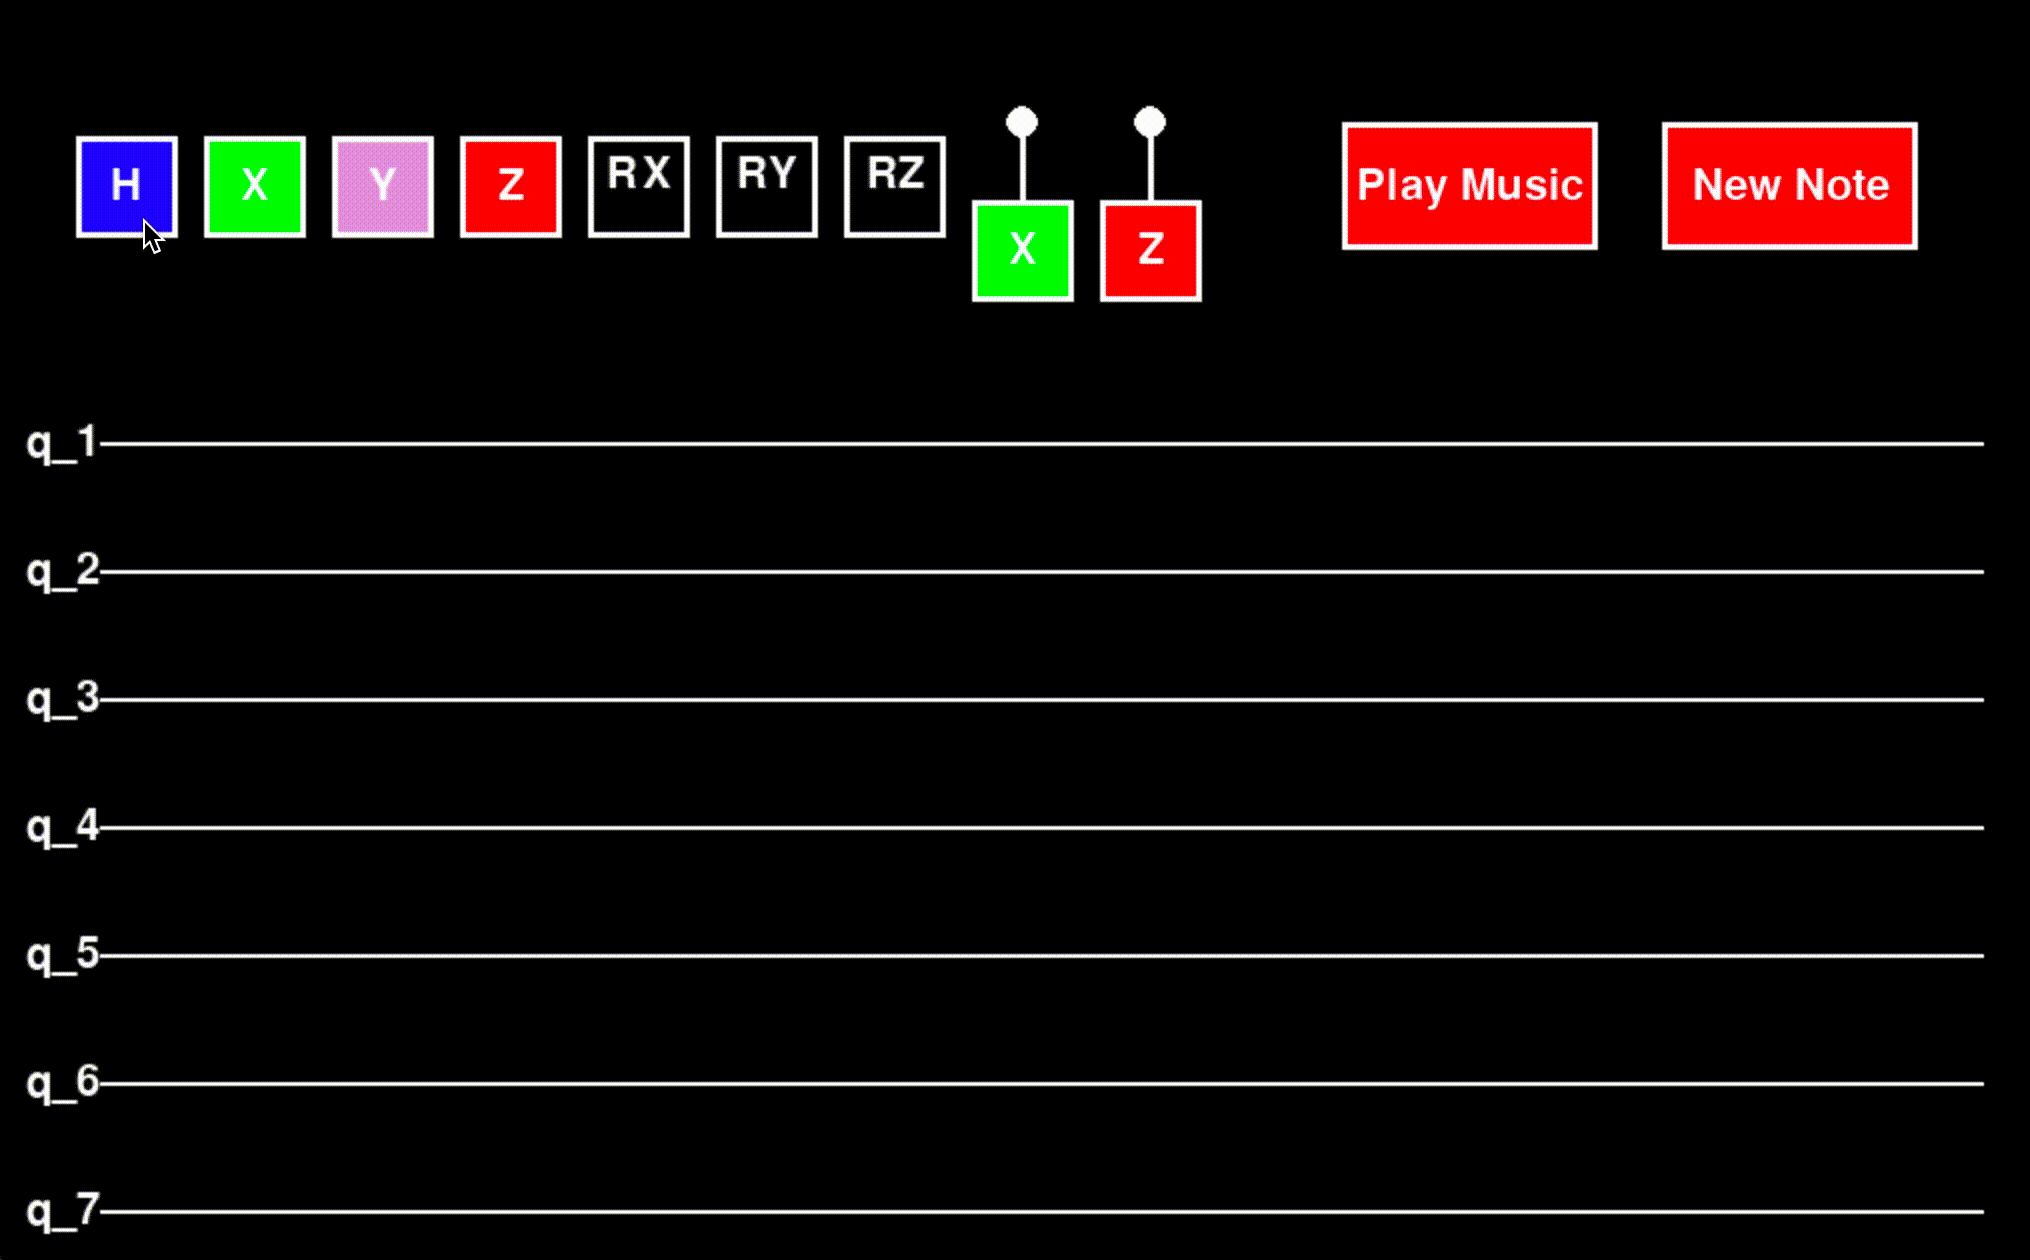 H X Y Z RX RY RZ Play Music New Note
X Z
q_1
q_2
q_3
q_4
q_5
q_6
q_7